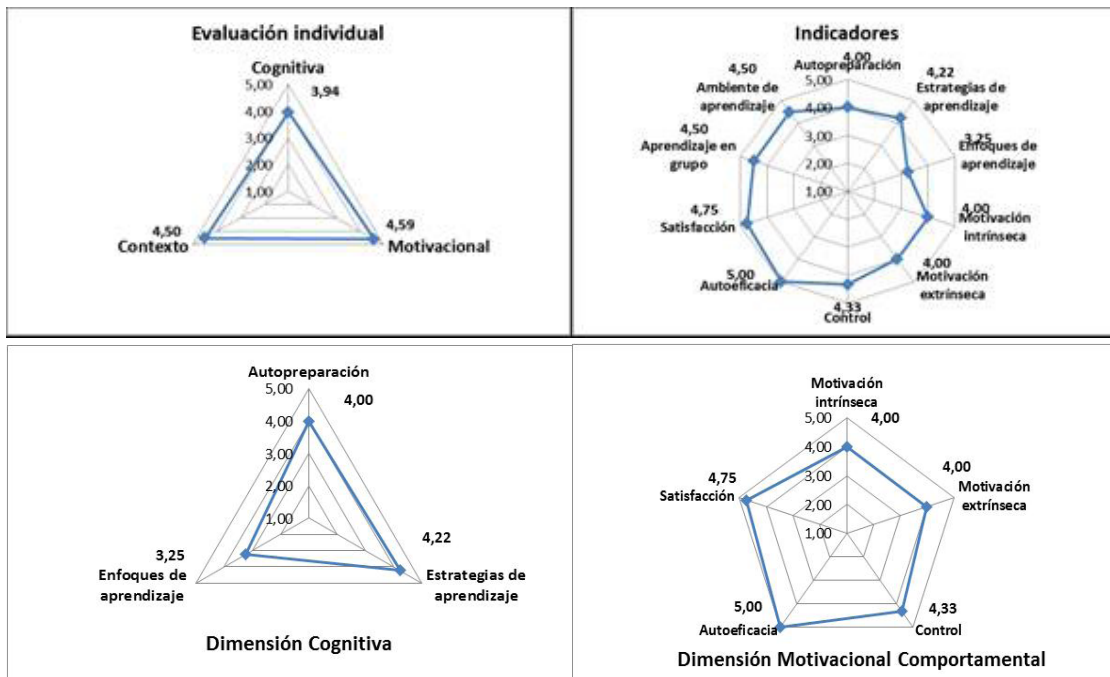 Evaluación individual
Cognitiva
5,00
3,94
4,00
3,00
2,00
1,00
4,50
Contexto
4,59
Motivacional
Indicadores
4,00
Autopreparación
5,00
4,00
3,00
2,00
1,00
4,22
Estrategias de
aprendizaje
3,25
Enfoques de
aprendizaje
4,00
Motivación
intrínseca
4,00
Motivación
extrínseca
4,33
Control
5,00
Autoeficacia
4,75
Satisfacción
4,50
Aprendizaje en
grupo
4,50
Ambiente de
aprendizaje
Autopreparación
5,00
4,00
4,00
3,00
2,00
1,00
3,25
Enfoques de
aprendizaje
4,22
Estrategias de
aprendizaje
Dimensión Cognitiva
Motivación
intrínseca
5,00
4,00
4,00
3,00
2,00
1,00
4,00
Motivación
extrínseca
4,75
Satisfacción
5,00
Autoeficacia
4,33
Control
Dimensión Motivacional Comportamental